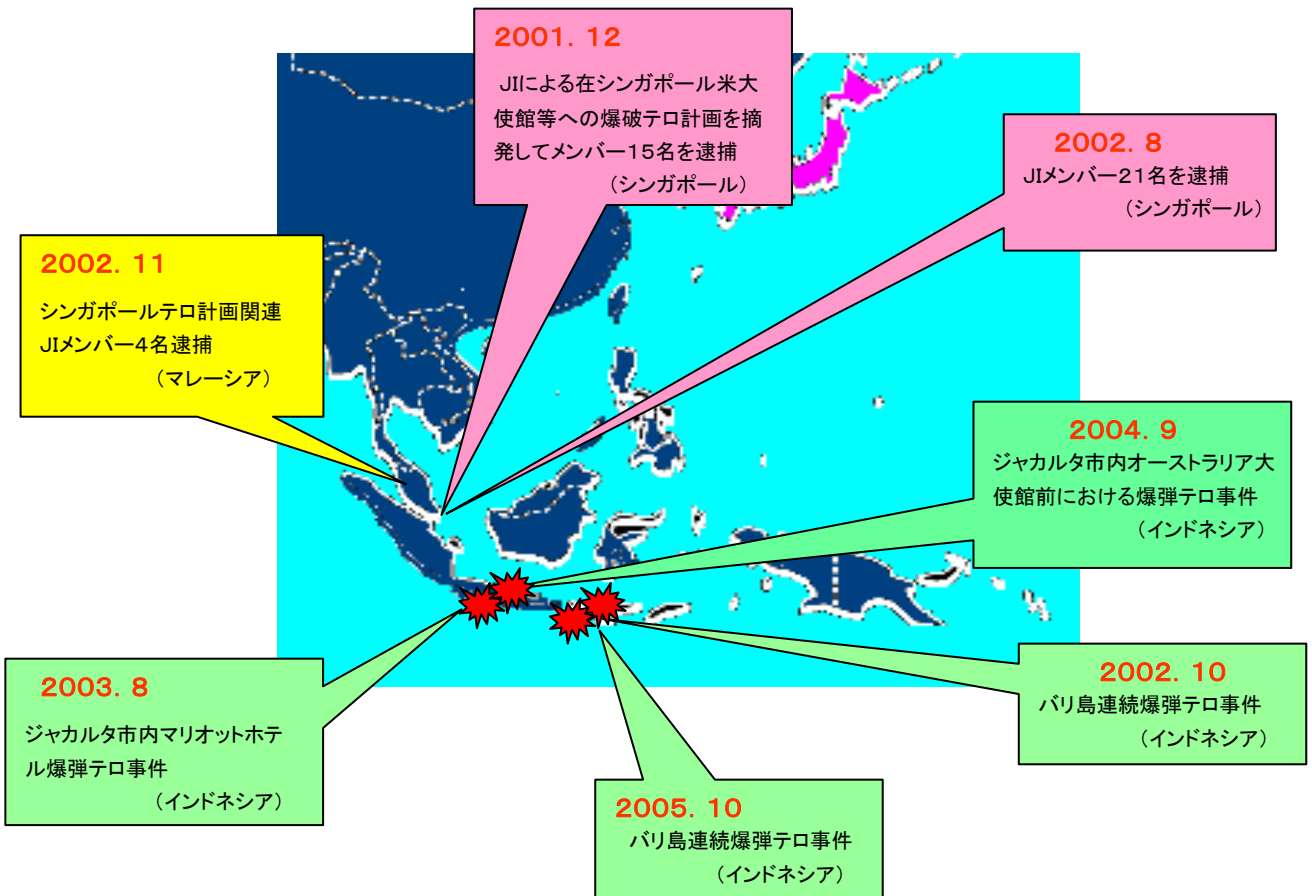 2001. 12
JIによる在シンガポール米大
使館等への爆破テロ計画を摘
発してメンバー15名を逮捕
(シンガポール)
2002. 8
JIメンバー21名を逮捕
(シンガポール)
2002. 11
シンガポールテロ計画関連
JIメンバー4名逮捕
(マレーシア)
2004. 9
ジャカルタ市内オーストラリア大
使館前における爆弾テロ事件
(インドネシア)
2003. 8
ジャカルタ市内マリオットホテ
ル爆弾テロ事件
(インドネシア)
2002. 10
バリ島連続爆弾テロ事件
(インドネシア)
2005. 10
バリ島連続爆弾テロ事件
(インドネシア)